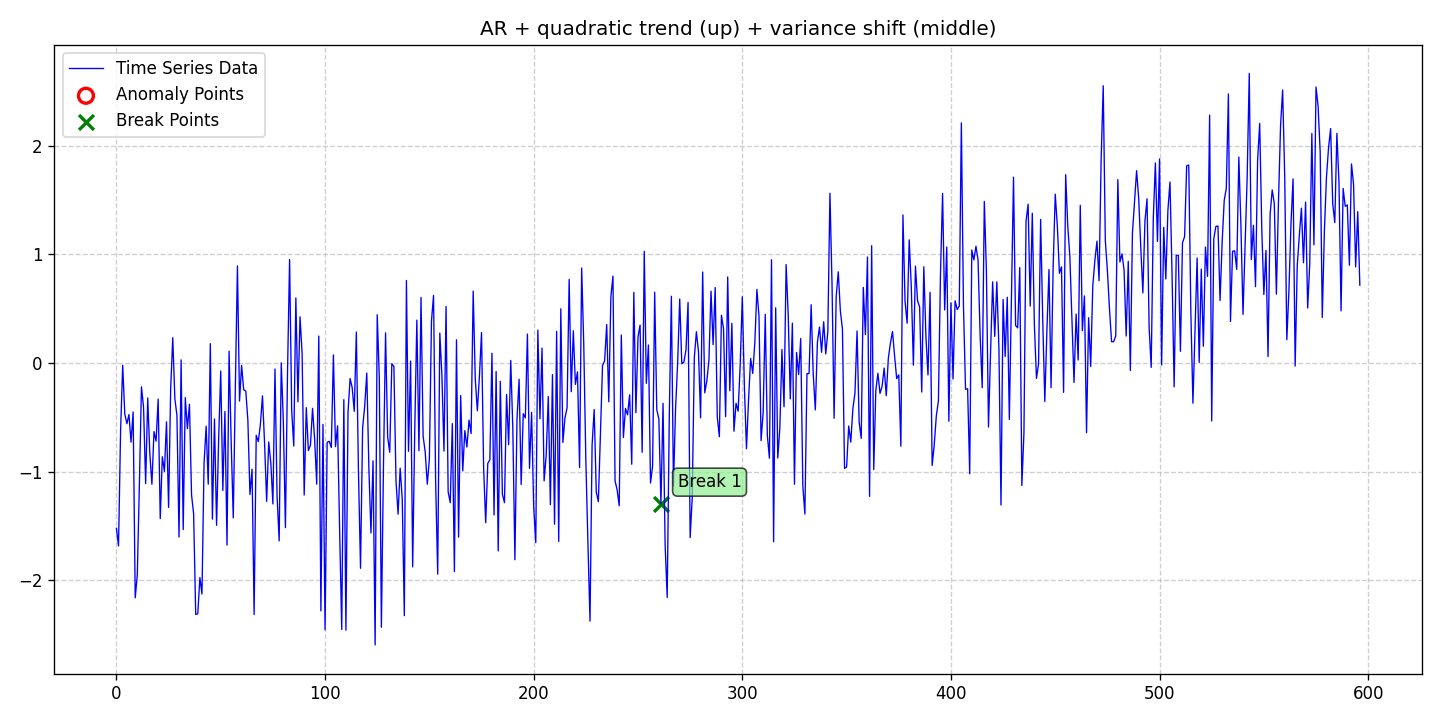 AR + quadratic trend (up) + variance shift (middle)
Time Series Data
Anomaly Points
Break Points
2
1
0
−1
−2
Break 1
0
100
200
300
400
500
600